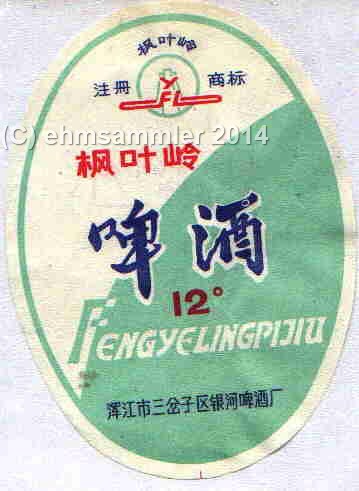 枫叶岭
注册 商标
YFL
(C) ehmsammler 2014
枫叶岭
啤酒
12°
FENGYELINGPIJIU
浑江市三岔子区银河啤酒厂